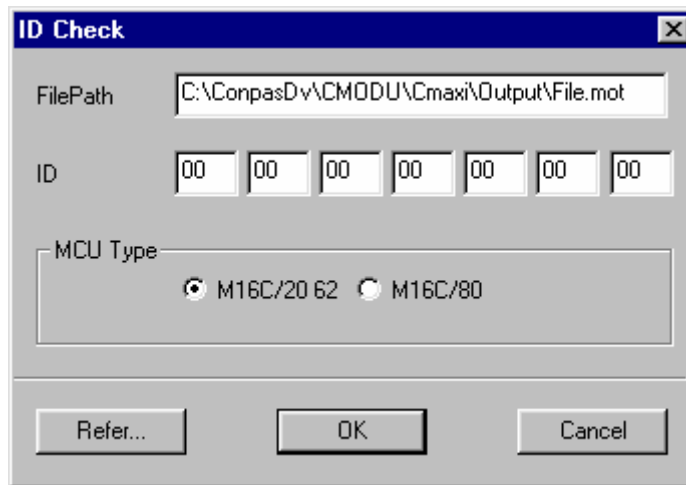 ID Check
FilePath C:\ConpasDv\CMODU\Cmaxi\Output\File.mot
ID 00 00 00 00 00 00 00
MCU Type
M16C/20 62 M16C/80
Refer... OK Cancel